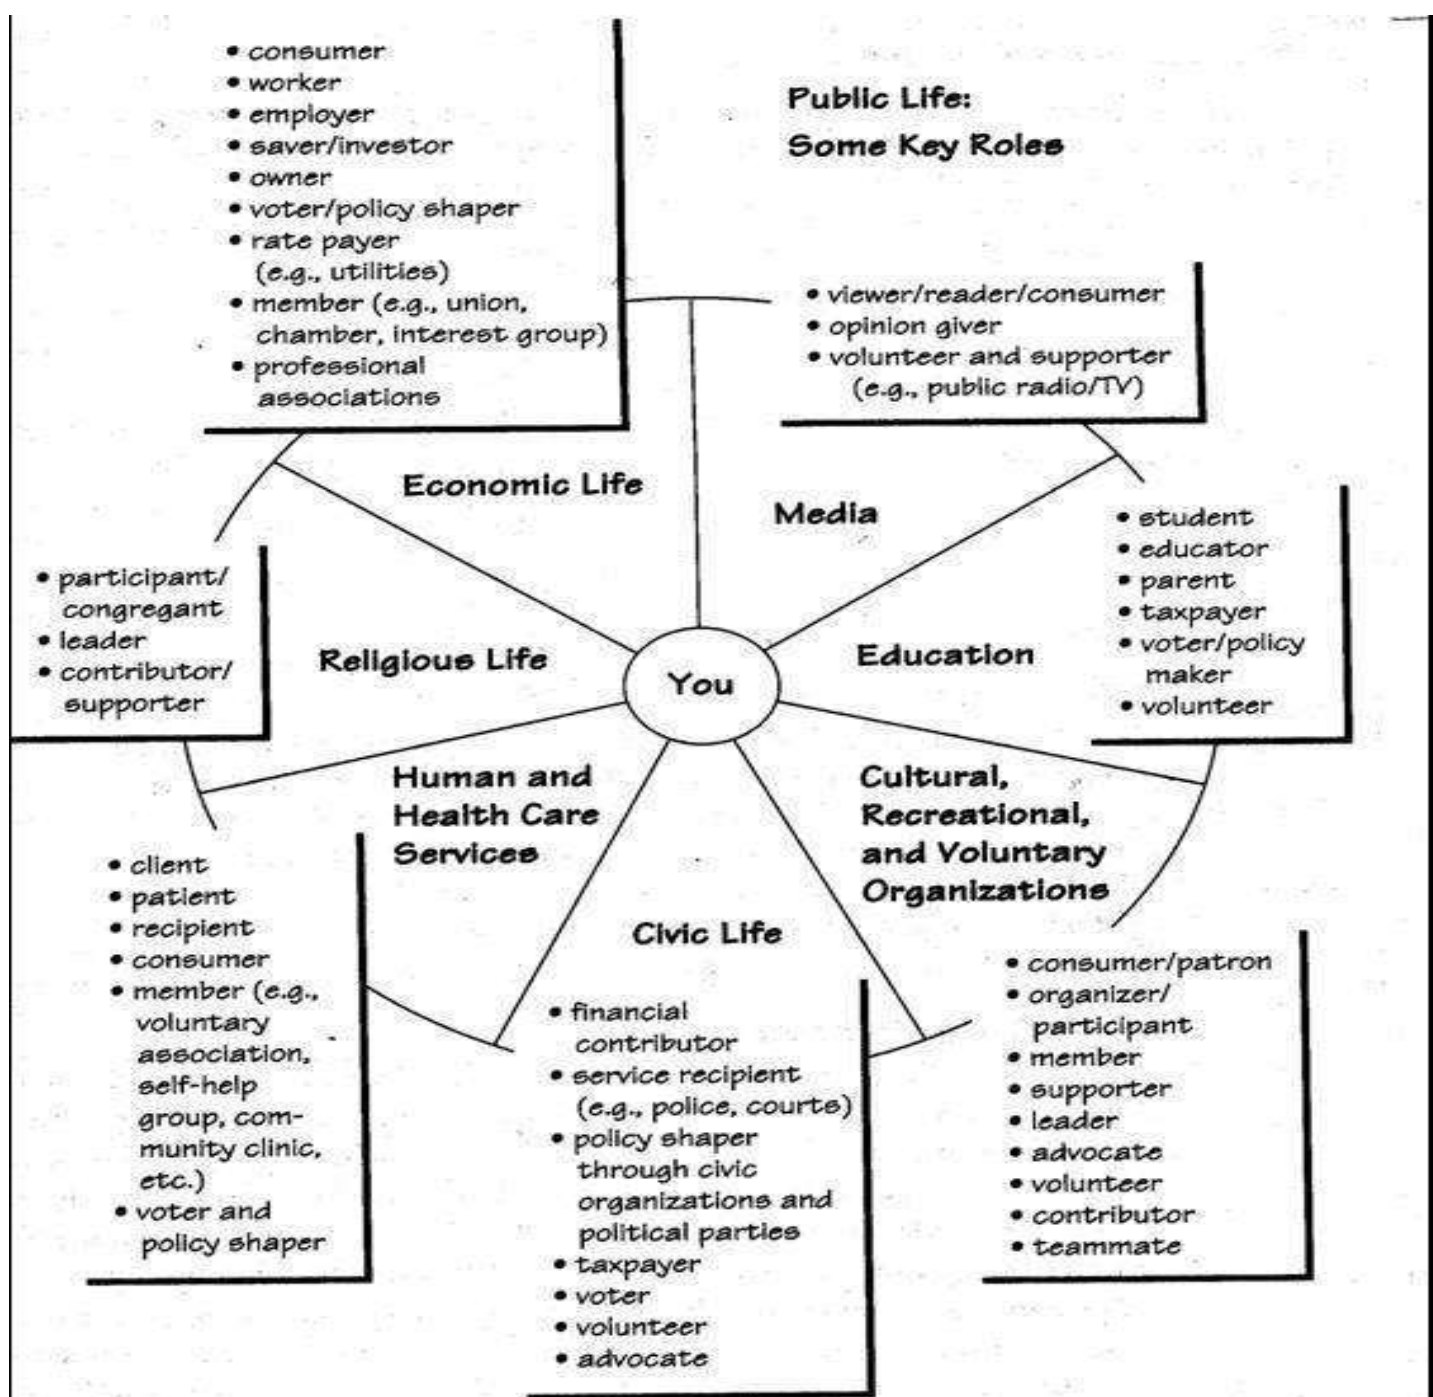 Public Life:
Some Key Roles
• consumer
• worker
• employer
• saver/investor
• owner
• voter/policy shaper
• rate payer
(e.g., utilities)
• member (e.g., union,
chamber, interest group)
• professional
associations
Economic Life
• viewer/reader/consumer
• opinion giver
• volunteer and supporter
(e.g., public radio/TV)
Media
• student
• educator
• parent
• taxpayer
• voter/policy
maker
• volunteer
Education
• participant/
congregant
• leader
• contributor/
supporter
Religious Life
You
Human and
Health Care
Services
• client
• patient
• recipient
• consumer
• member (e.g.,
voluntary
association,
self-help
group, com-
munity clinic,
etc.)
• voter and
policy shaper
Civic Life
• financial
contributor
• service recipient
(e.g., police, courts)
• policy shaper
through civic
organizations and
political parties
• taxpayer
• voter
• volunteer
• advocate
Cultural,
Recreational,
and Voluntary
Organizations
• consumer/patron
• organizer/
participant
• member
• supporter
• leader
• advocate
• volunteer
• contributor
• teammate